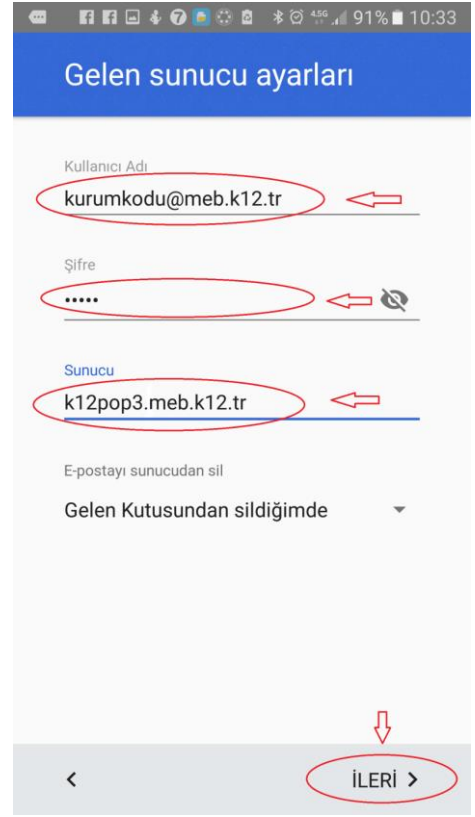 91% 10:33
Gelen sunucu ayarları
Kullanıcı Adı
kurumkodu@meb.k12.tr
Şifre
•••••
Sunucu
k12pop3.meb.k12.tr
E-postayı sunucudan sil
Gelen Kutusundan sildiğimde
İLERİ